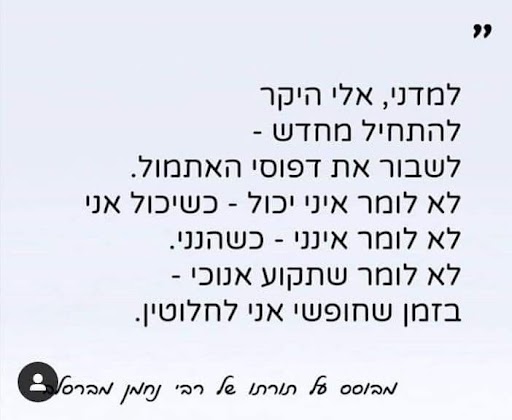 ”
למדני, אלי היקר
להתחיל מחדש -
לשבור את דפוסי האתמול.
לא לומר איני יכול - כשיכול אני
לא לומר אינני - כשהנני.
לא לומר שתקוע אנוכי -
בזמן שחופשי אני לחלוטין.
מבוסס על תורתו של רבי נחמן מברסלב